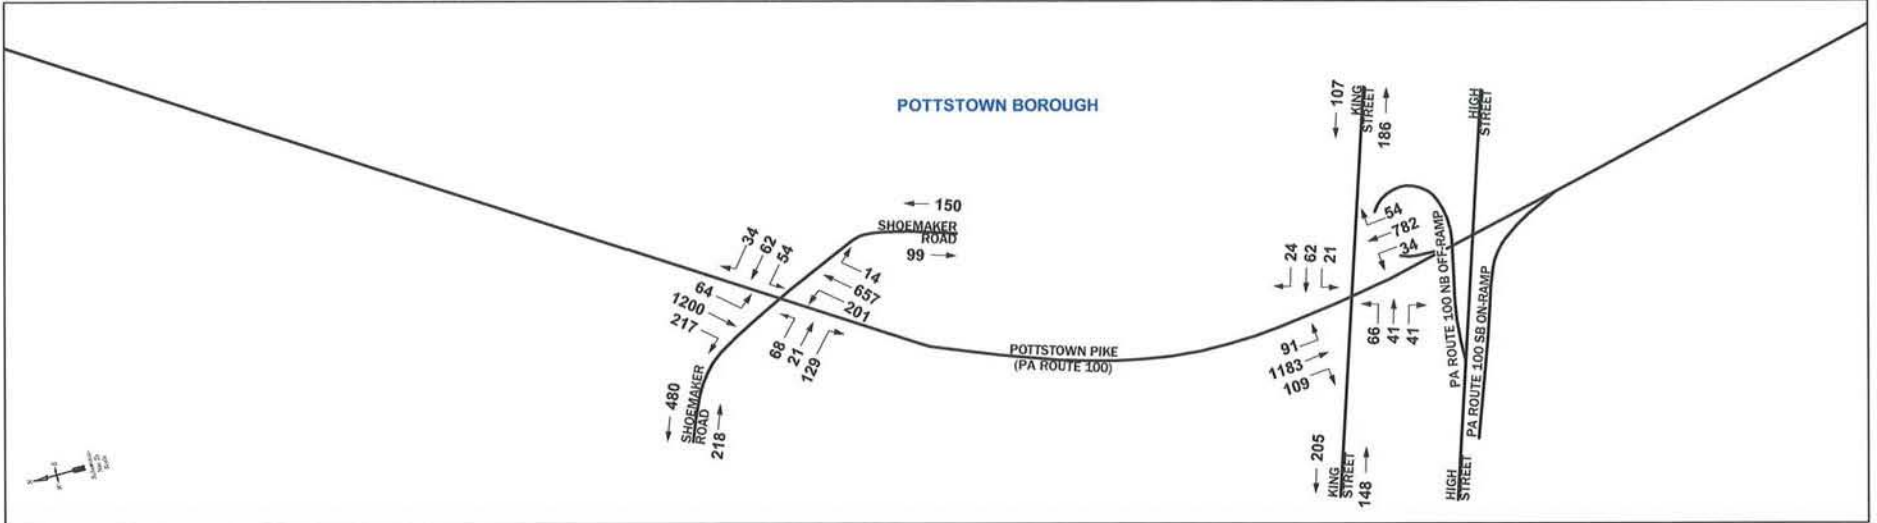 POTTSTOWN BOROUGH
107
KING
STREET
186
HIGH
STREET
150
SHOEMAKER
ROAD
99
34
62
54
64
1200
217
14
657
201
68
21
129
480
SHOEMAKER
ROAD
218
POTTSTOWN PIKE
(PA ROUTE 100)
24
62
21
54
782
34
91
1183
109
66
41
41
PA ROUTE 100 NB OFF-RAMP
PA ROUTE 100 SB ON-RAMP
205
KING
STREET
148
HIGH
STREET